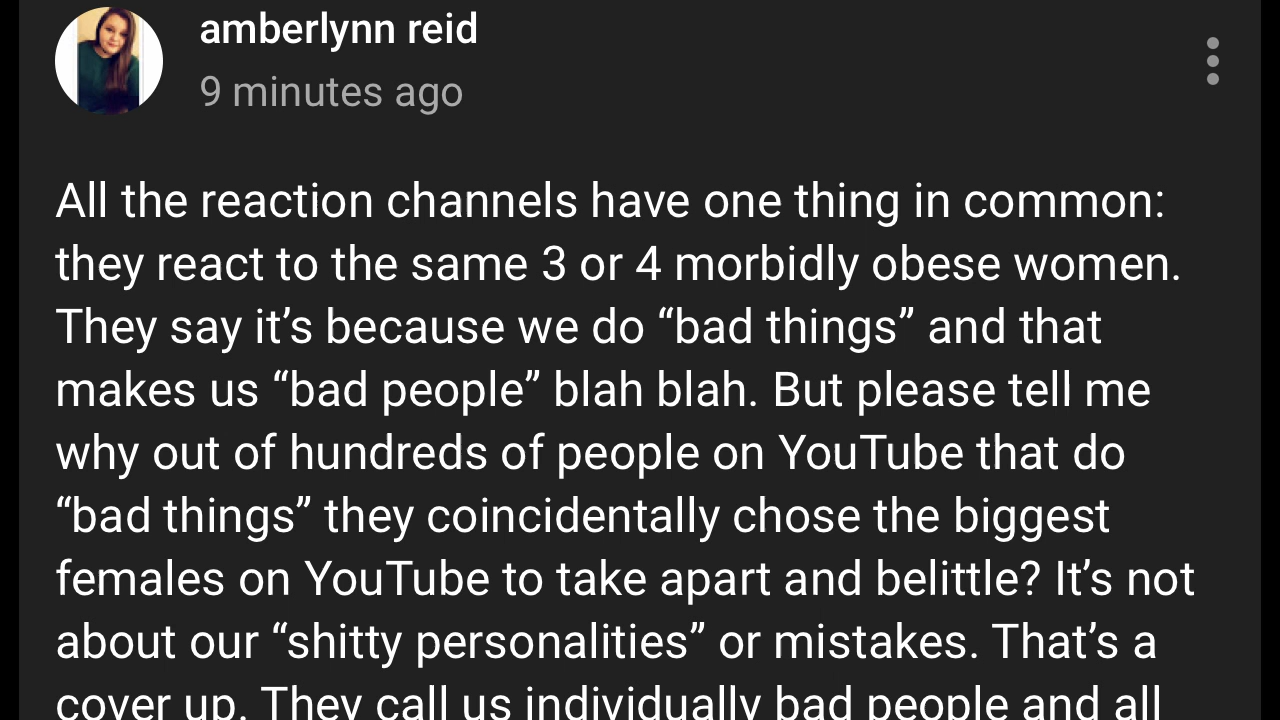 amberlynn reid
9 minutes ago
All the reaction channels have one thing in common:
they react to the same 3 or 4 morbidly obese women.
They say it’s because we do “bad things” and that
makes us “bad people” blah blah. But please tell me
why out of hundreds of people on YouTube that do
“bad things” they coincidentally chose the biggest
females on YouTube to take apart and belittle? It’s not
about our “shitty personalities” or mistakes. That’s a
cover up. They call us individually bad people and all